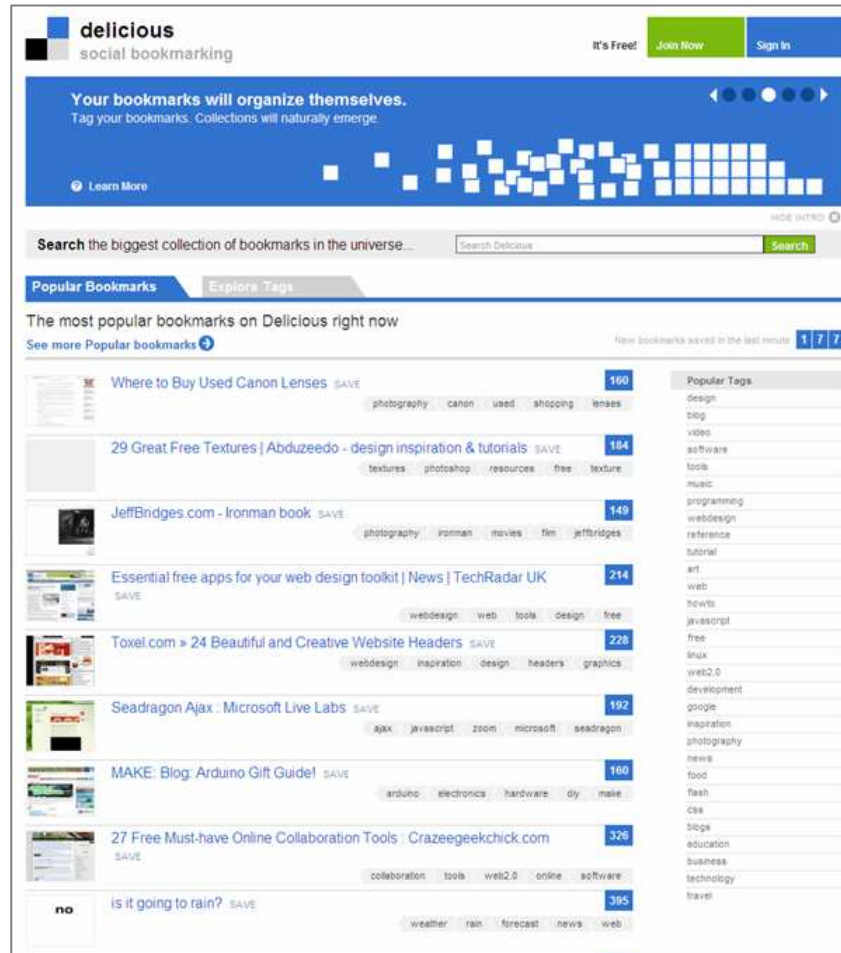 delicious
social bookmarking
It's Free!
Join Now
Sign In
Your bookmarks will organize themselves.
Tag your bookmarks. Collections will naturally emerge.
Learn More
HIDE INTRO
Search the biggest collection of bookmarks in the universe...
Search Delicious
Search
Popular Bookmarks
Explore Tags
The most popular bookmarks on Delicious right now
See more Popular bookmarks
New bookmarks saved in the last minute 1 7 7
Where to Buy Used Canon Lenses SAVE 160
photography canon used shopping lenses
29 Great Free Textures | Abduzeedo - design inspiration & tutorials SAVE 184
textures photoshop resources free texture
JeffBridges.com - Ironman book SAVE 149
photography ironman movies film jeffbridges
Essential free apps for your web design toolkit | News | TechRadar UK 214
SAVE
webdesign web tools design free
Toxel.com » 24 Beautiful and Creative Website Headers SAVE 228
webdesign inspiration design headers graphics
Seadragon Ajax : Microsoft Live Labs SAVE 192
ajax javascript zoom microsoft seadragon
MAKE: Blog: Arduino Gift Guide! SAVE 160
arduino electronics hardware diy make
27 Free Must-have Online Collaboration Tools : Crazeegeekchick.com 326
SAVE
collaboration tools web2.0 online software
no
is it going to rain? SAVE 395
weather rain forecast news web
Popular Tags
design
blog
video
software
tools
music
programming
webdesign
reference
tutorial
art
web
howto
javascript
free
linux
web2.0
development
google
inspiration
photography
news
food
flash
css
blogs
education
business
technology
travel